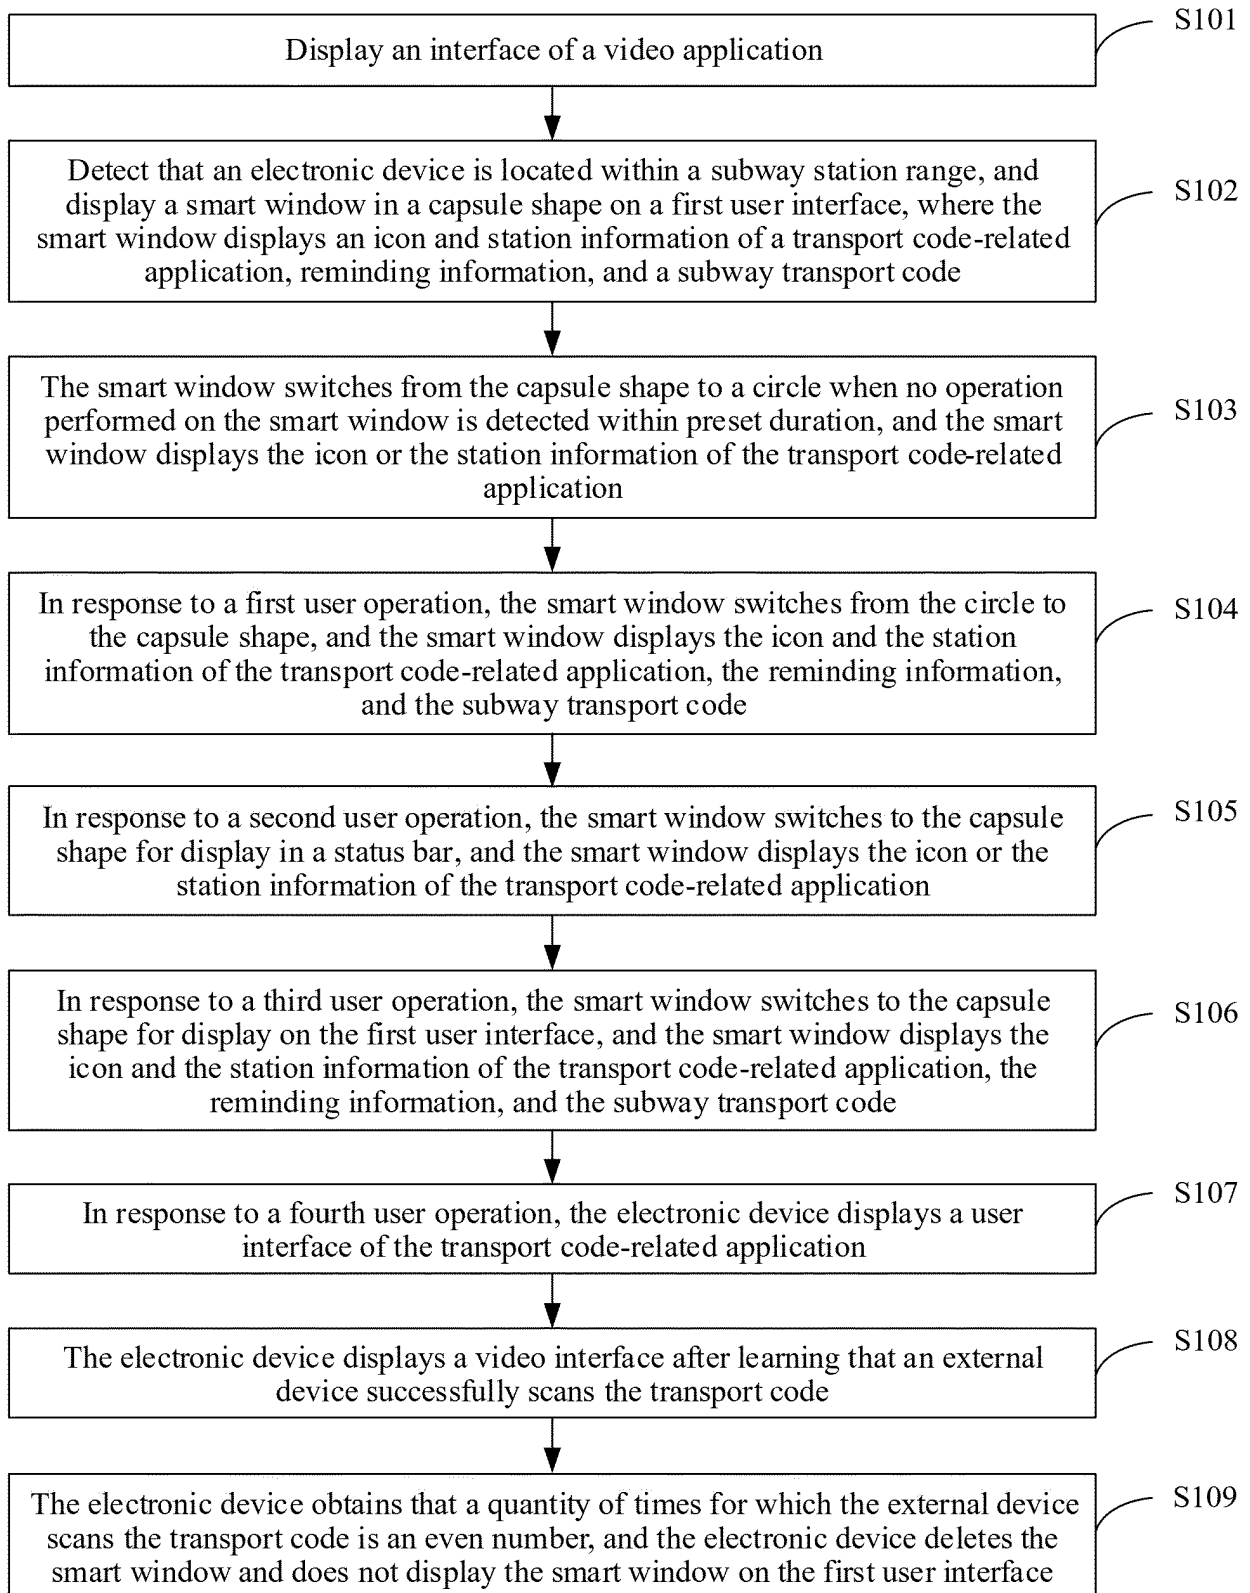 S101
Display an interface of a video application
S102
Detect that an electronic device is located within a subway station range, and
display a smart window in a capsule shape on a first user interface, where the
smart window displays an icon and station information of a transport code-related
application, reminding information, and a subway transport code
S103
The smart window switches from the capsule shape to a circle when no operation
performed on the smart window is detected within preset duration, and the smart
window displays the icon or the station information of the transport code-related
application
S104
In response to a first user operation, the smart window switches from the circle to
the capsule shape, and the smart window displays the icon and the station
information of the transport code-related application, the reminding information,
and the subway transport code
S105
In response to a second user operation, the smart window switches to the capsule
shape for display in a status bar, and the smart window displays the icon or the
station information of the transport code-related application
S106
In response to a third user operation, the smart window switches to the capsule
shape for display on the first user interface, and the smart window displays the
icon and the station information of the transport code-related application, the
reminding information, and the subway transport code
S107
In response to a fourth user operation, the electronic device displays a user
interface of the transport code-related application
S108
The electronic device displays a video interface after learning that an external
device successfully scans the transport code
S109
The electronic device obtains that a quantity of times for which the external device
scans the transport code is an even number, and the electronic device deletes the
smart window and does not display the smart window on the first user interface